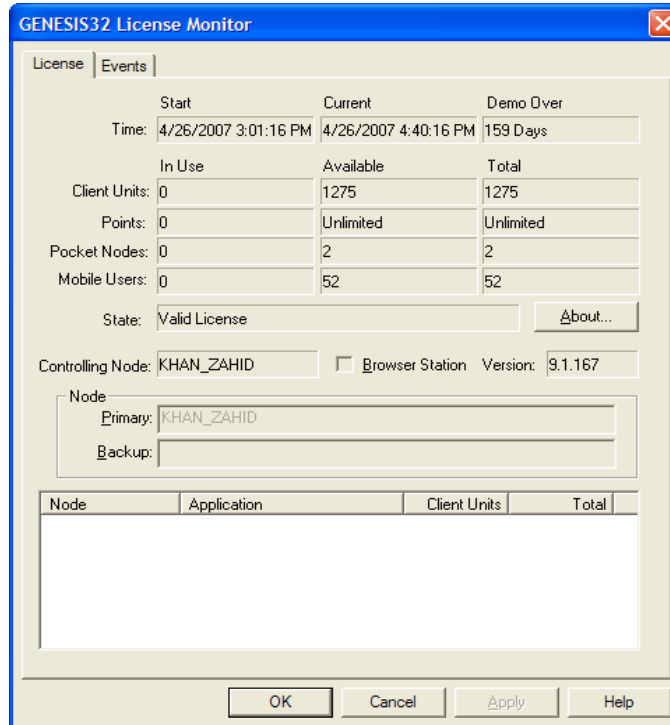 GENESIS32 License Monitor
License Events
Start Current Demo Over
Time: 4/26/2007 3:01:16 PM 4/26/2007 4:40:16 PM 159 Days
In Use Available Total
Client Units: 0 1275 1275
Points: 0 Unlimited Unlimited
Pocket Nodes: 0 2 2
Mobile Users: 0 52 52
State: Valid License About...
Controlling Node: KHAN_ZAHID Browser Station Version: 9.1.167
Node
Primary: KHAN_ZAHID
Backup:
Node Application Client Units Total
OK Cancel Apply Help